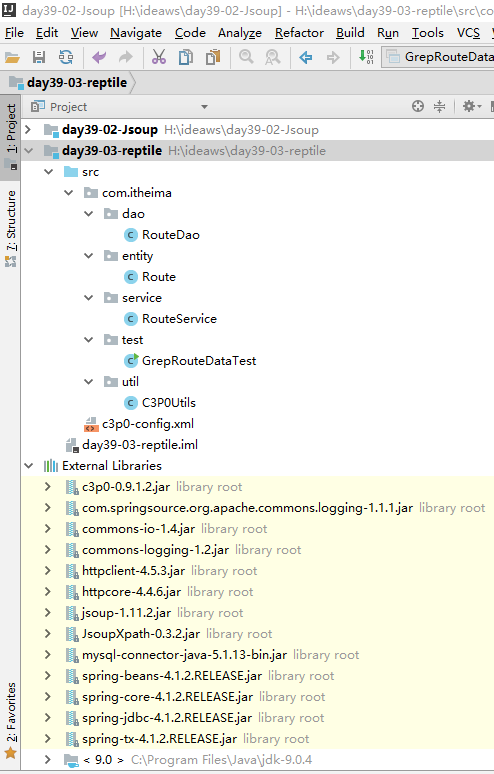 day39-02-Jsoup [H:\ideaws\day39-02-Jsoup] - H:\ideaws\day39-03-reptile\src\co
File Edit View Navigate Code Analyze Refactor Build Run Tools VCS
GrepRouteData
day39-03-reptile
1: Project
Project
day39-02-Jsoup H:\ideaws\day39-02-Jsoup
day39-03-reptile H:\ideaws\day39-03-reptile
src
com.itheima
dao
RouteDao
7: Structure
entity
Route
service
RouteService
test
GrepRouteDataTest
util
C3P0Utils
c3p0-config.xml
day39-03-reptile.iml
External Libraries
c3p0-0.9.1.2.jar library root
com.springsource.org.apache.commons.logging-1.1.1.jar library root
commons-io-1.4.jar library root
commons-logging-1.2.jar library root
httpclient-4.5.3.jar library root
httpcore-4.4.6.jar library root
jsoup-1.11.2.jar library root
JsoupXpath-0.3.2.jar library root
mysql-connector-java-5.1.13-bin.jar library root
spring-beans-4.1.2.RELEASE.jar library root
spring-core-4.1.2.RELEASE.jar library root
spring-jdbc-4.1.2.RELEASE.jar library root
spring-tx-4.1.2.RELEASE.jar library root
2: Favorites
< 9.0 > C:\Program Files\Java\jdk-9.0.4